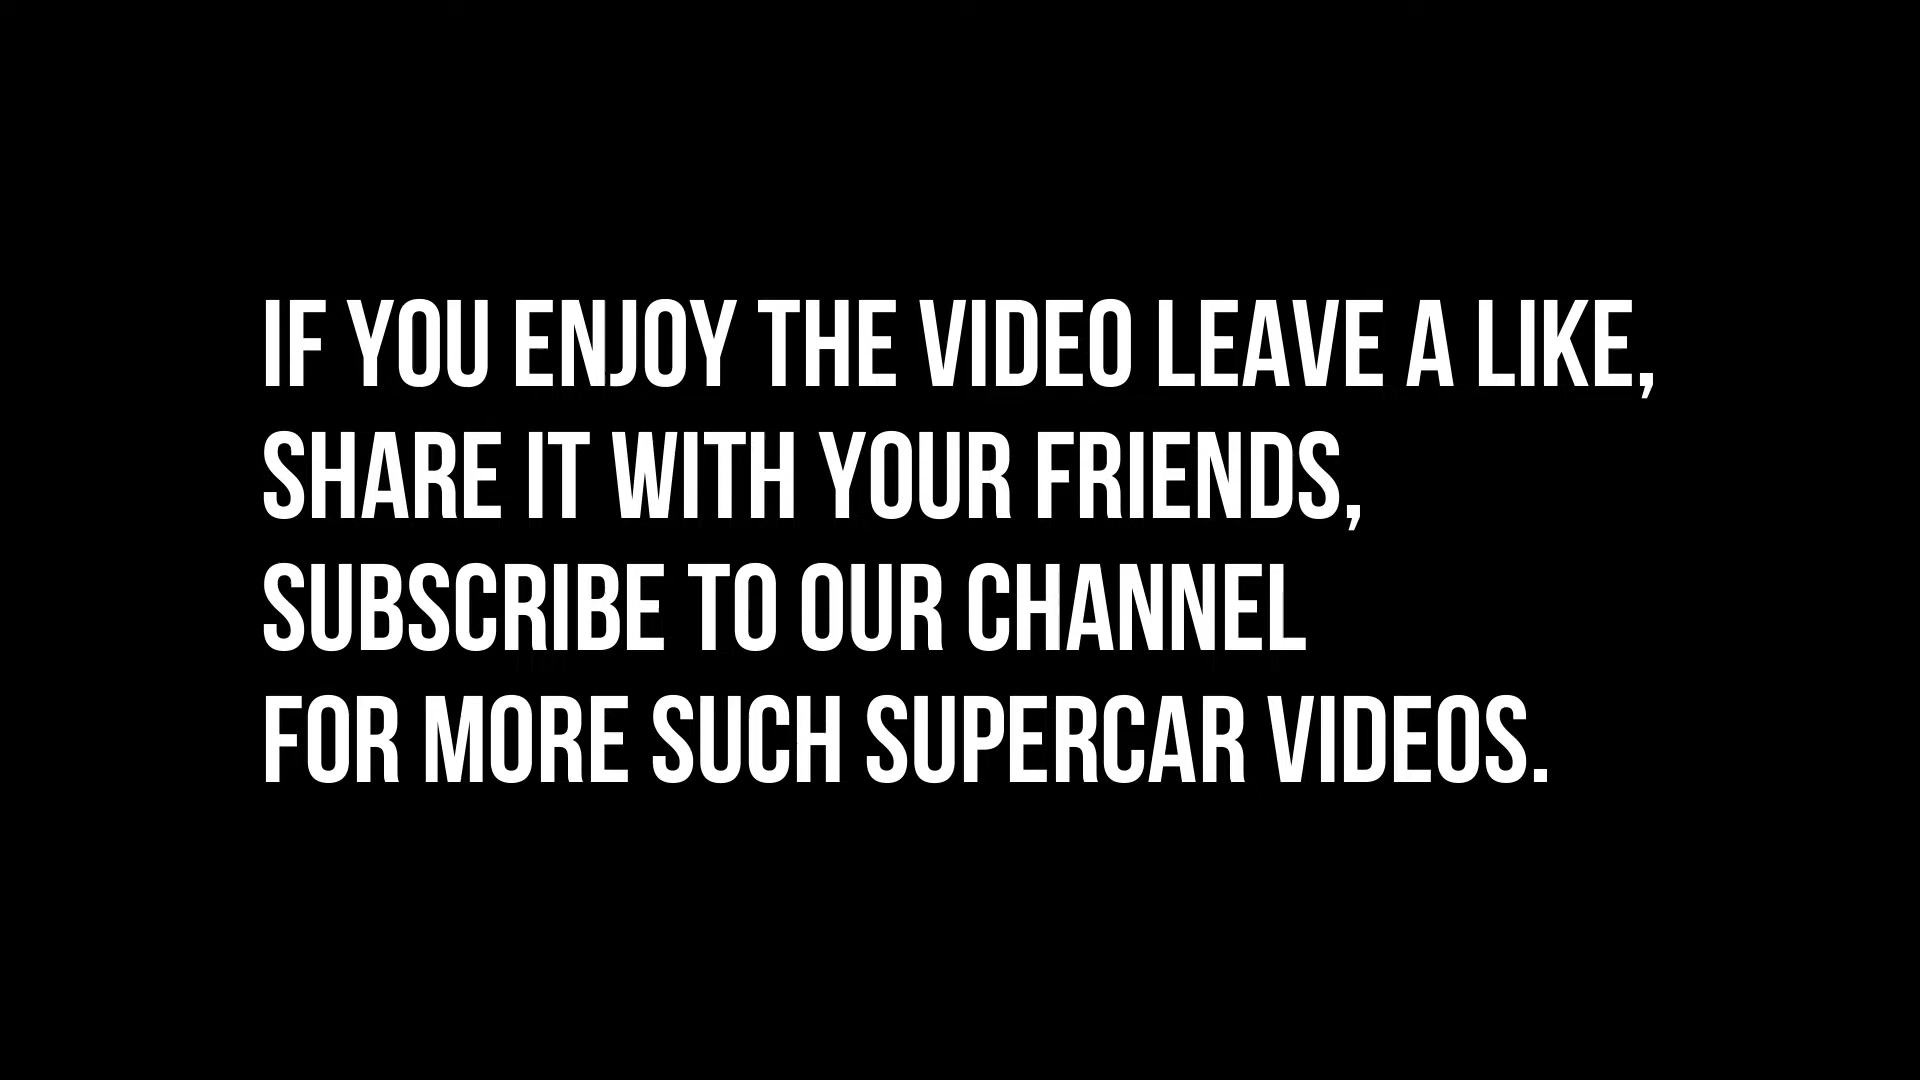 IF YOU ENJOY THE VIDEO LEAVE A LIKE,
SHARE IT WITH YOUR FRIENDS,
SUBSCRIBE TO OUR CHANNEL
FOR MORE SUCH SUPERCAR VIDEOS.